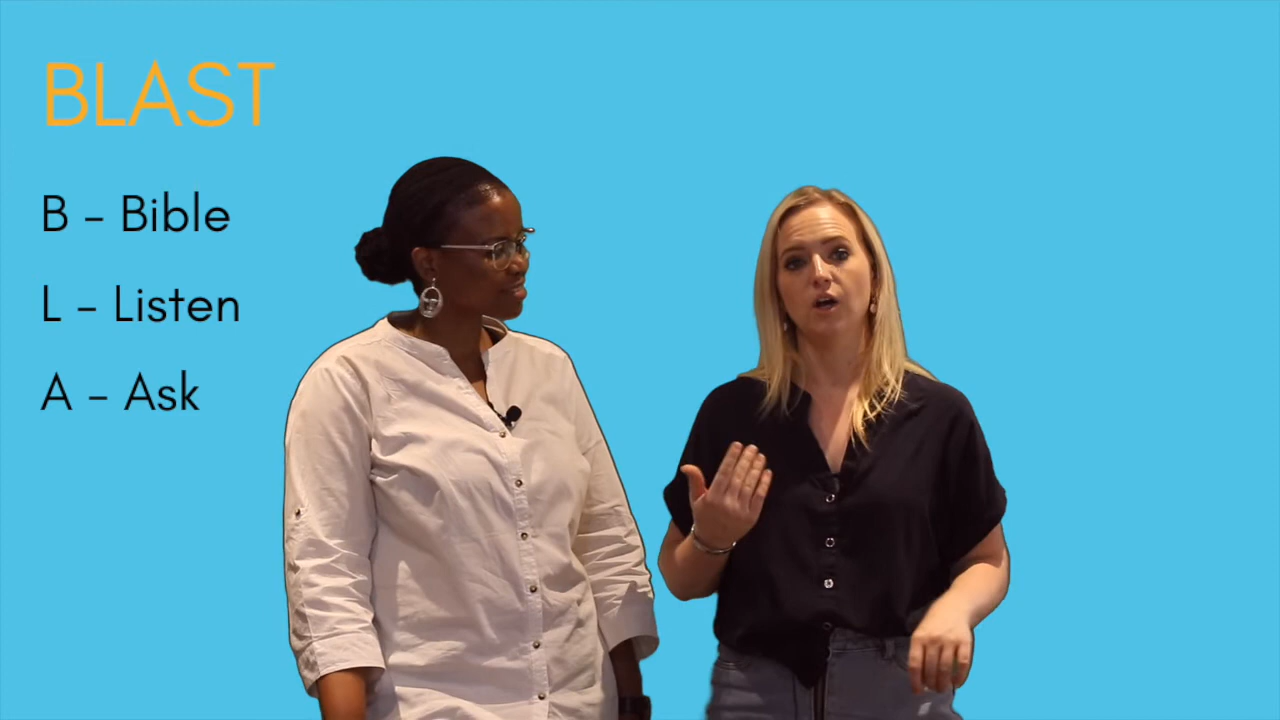 BLAST
B – Bible
L – Listen
A – Ask